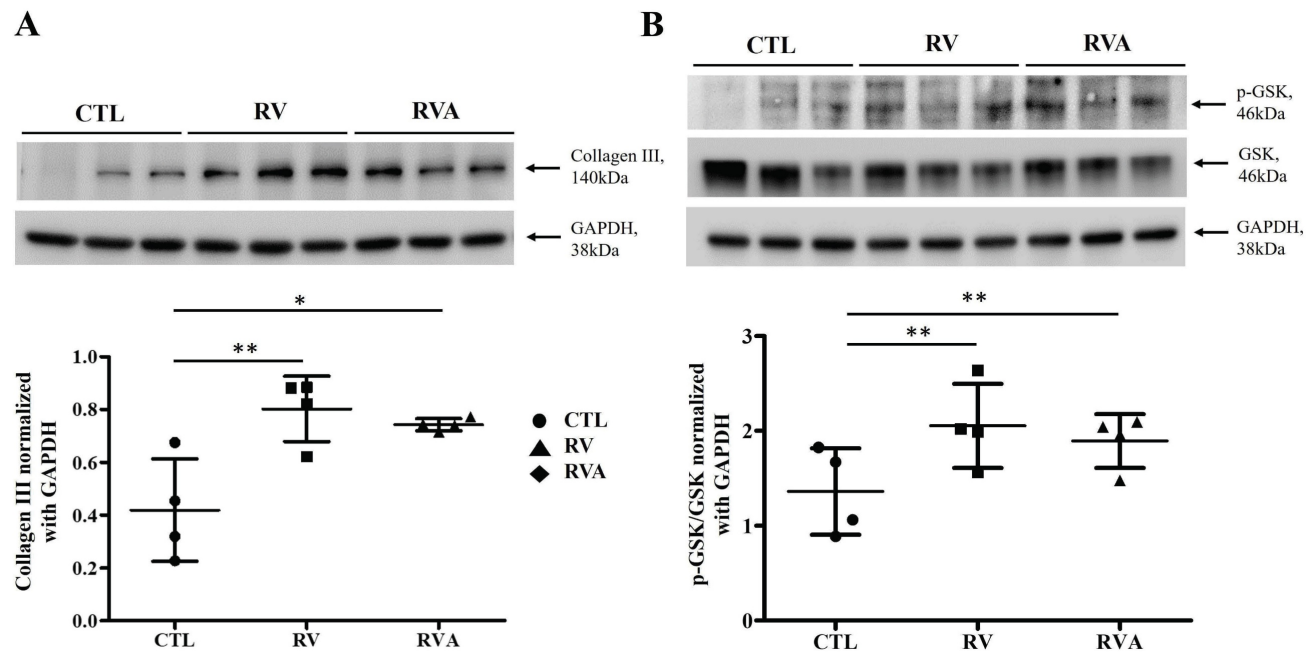 A
CTL RV RVA
Collagen III,
140kDa
GAPDH,
38kDa
*
**
Collagen III normalized
with GAPDH
1.0
0.8
0.6
0.4
0.2
0.0
CTL RV RVA
CTL
RV
RVA
B
CTL RV RVA
p-GSK,
46kDa
GSK,
46kDa
GAPDH,
38kDa
**
**
p-GSK/GSK normalized
with GAPDH
3
2
1
0
CTL RV RVA